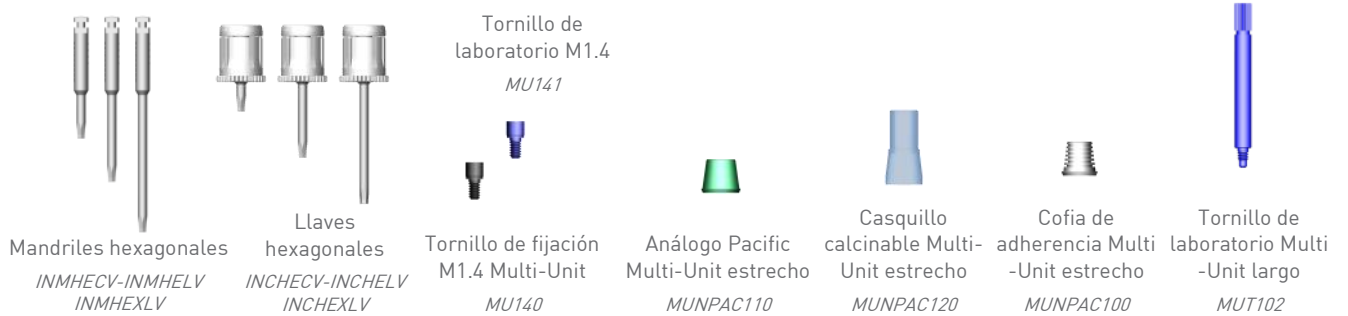 Tornillo de
laboratorio M1.4
MU141
Mandriles hexagonales
INMHECV-INMHELV
INMHEXLV
Llaves
hexagonales
INCHECV-INCHELV
INCHEXLV
Tornillo de fijación
M1.4 Multi-Unit
MU140
Análogo Pacific
Multi-Unit estrecho
MUNPAC110
Casquillo
calcinable Multi-
Unit estrecho
MUNPAC120
Cofia de
adherencia Multi
-Unit estrecho
MUNPAC100
Tornillo de
laboratorio Multi
-Unit largo
MUT102